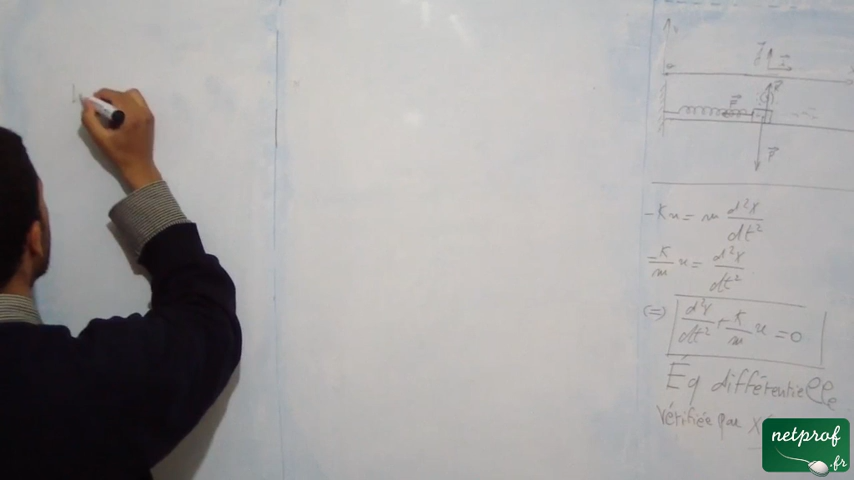 -Kx = m d²x/dt²
-K/m x = d²x/dt²
(=) d²x/dt² + K/m x = 0
Éq différentielle
Vérifiée par x
netprof
.fr